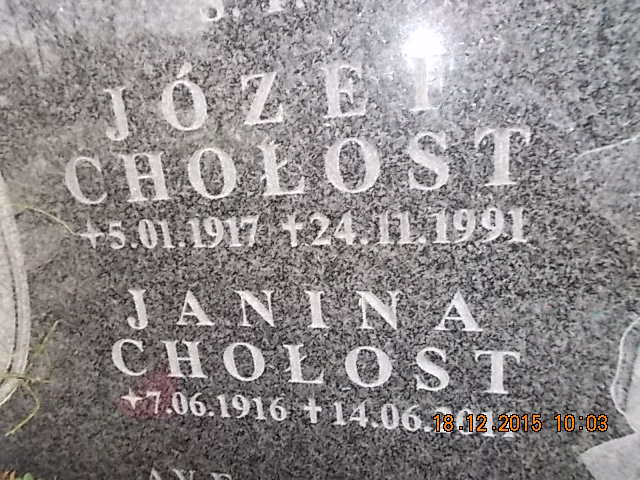 JÓZEF
CHOŁOST
+5.01.1917 +24.11.1991
JANINA
CHOŁOST
+7.06.1916 +14.06.
18.12.2015 10:03